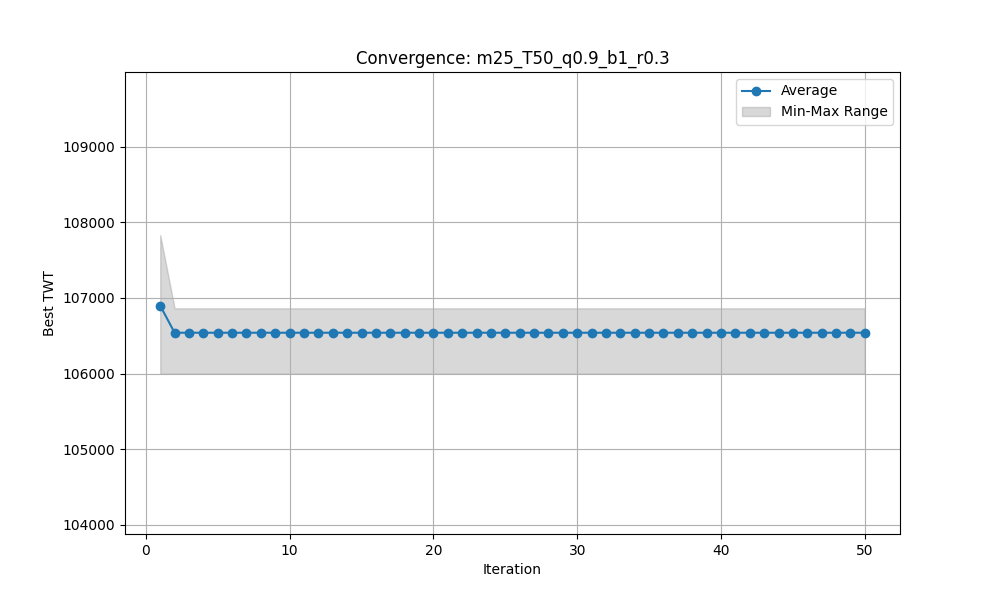 Convergence: m25_T50_q0.9_b1_r0.3
Average
Min-Max Range
109000
108000
107000
106000
105000
104000
Best TWT
0 10 20 30 40 50
Iteration